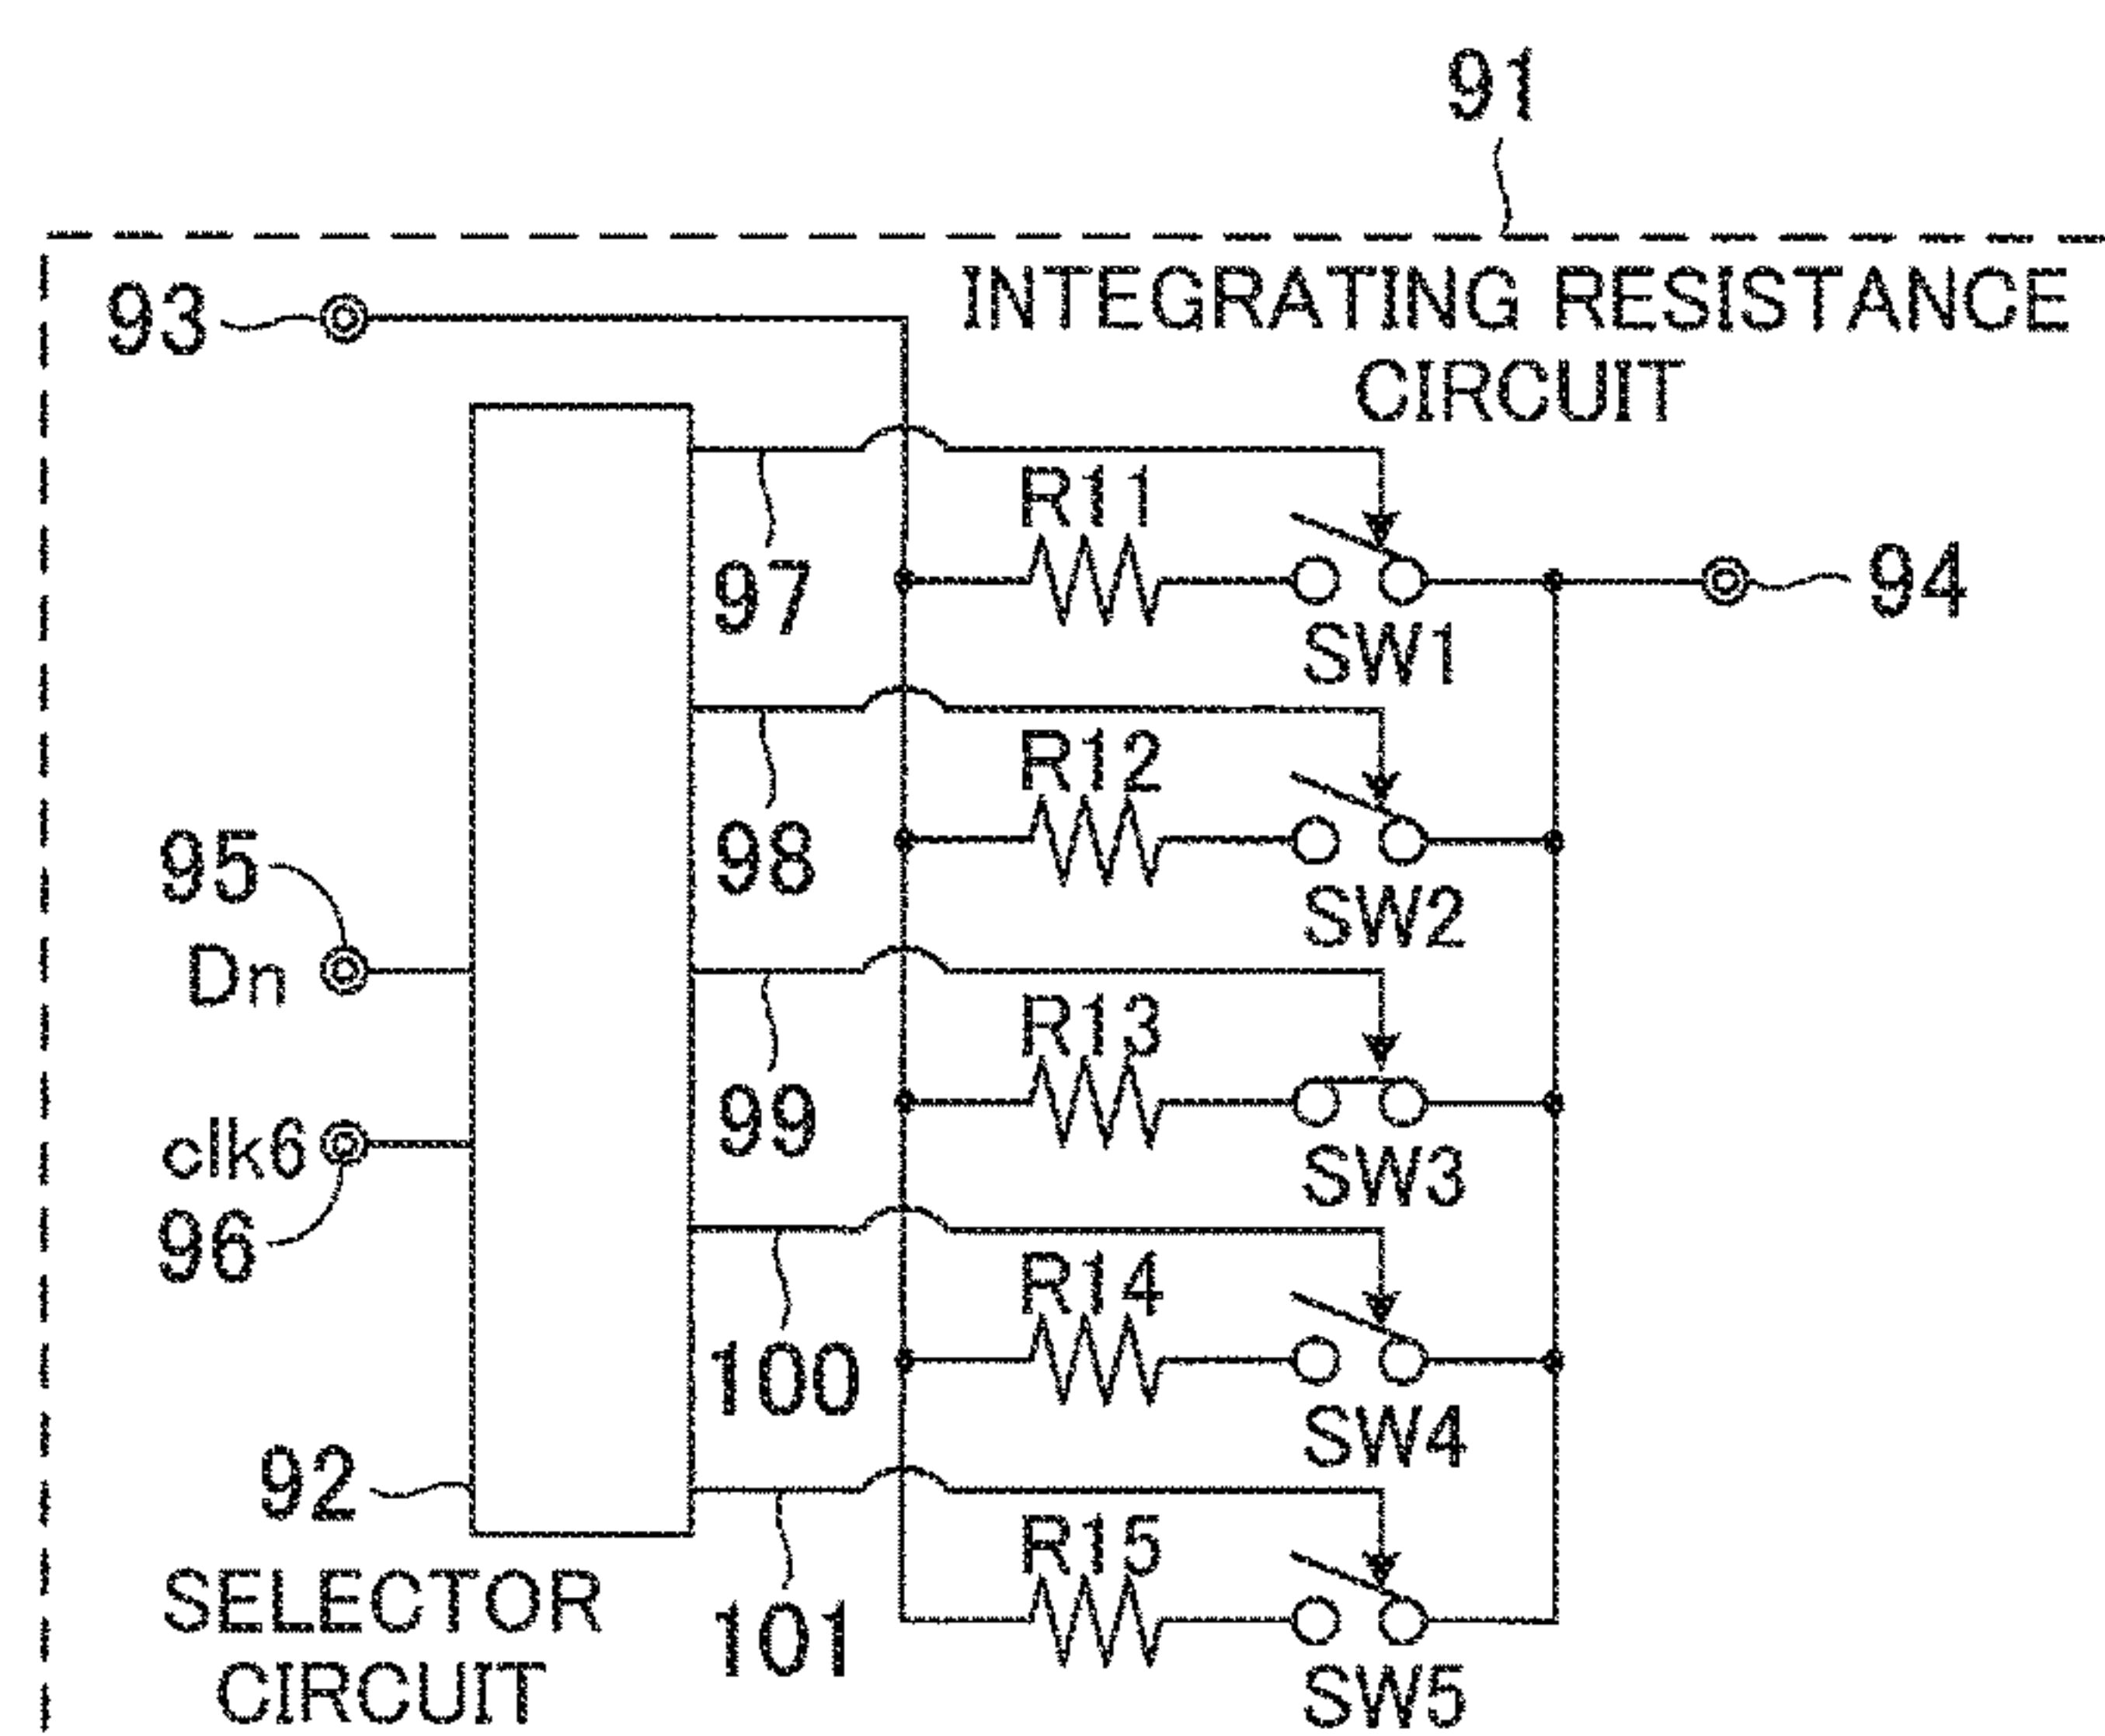 91
INTEGRATING RESISTANCE
CIRCUIT
93
R11
97
SW1
94
R12
98
SW2
95
Dn
R13
99
SW3
clk6
96
R14
100
SW4
92
R15
101
SW5
SELECTOR
CIRCUIT